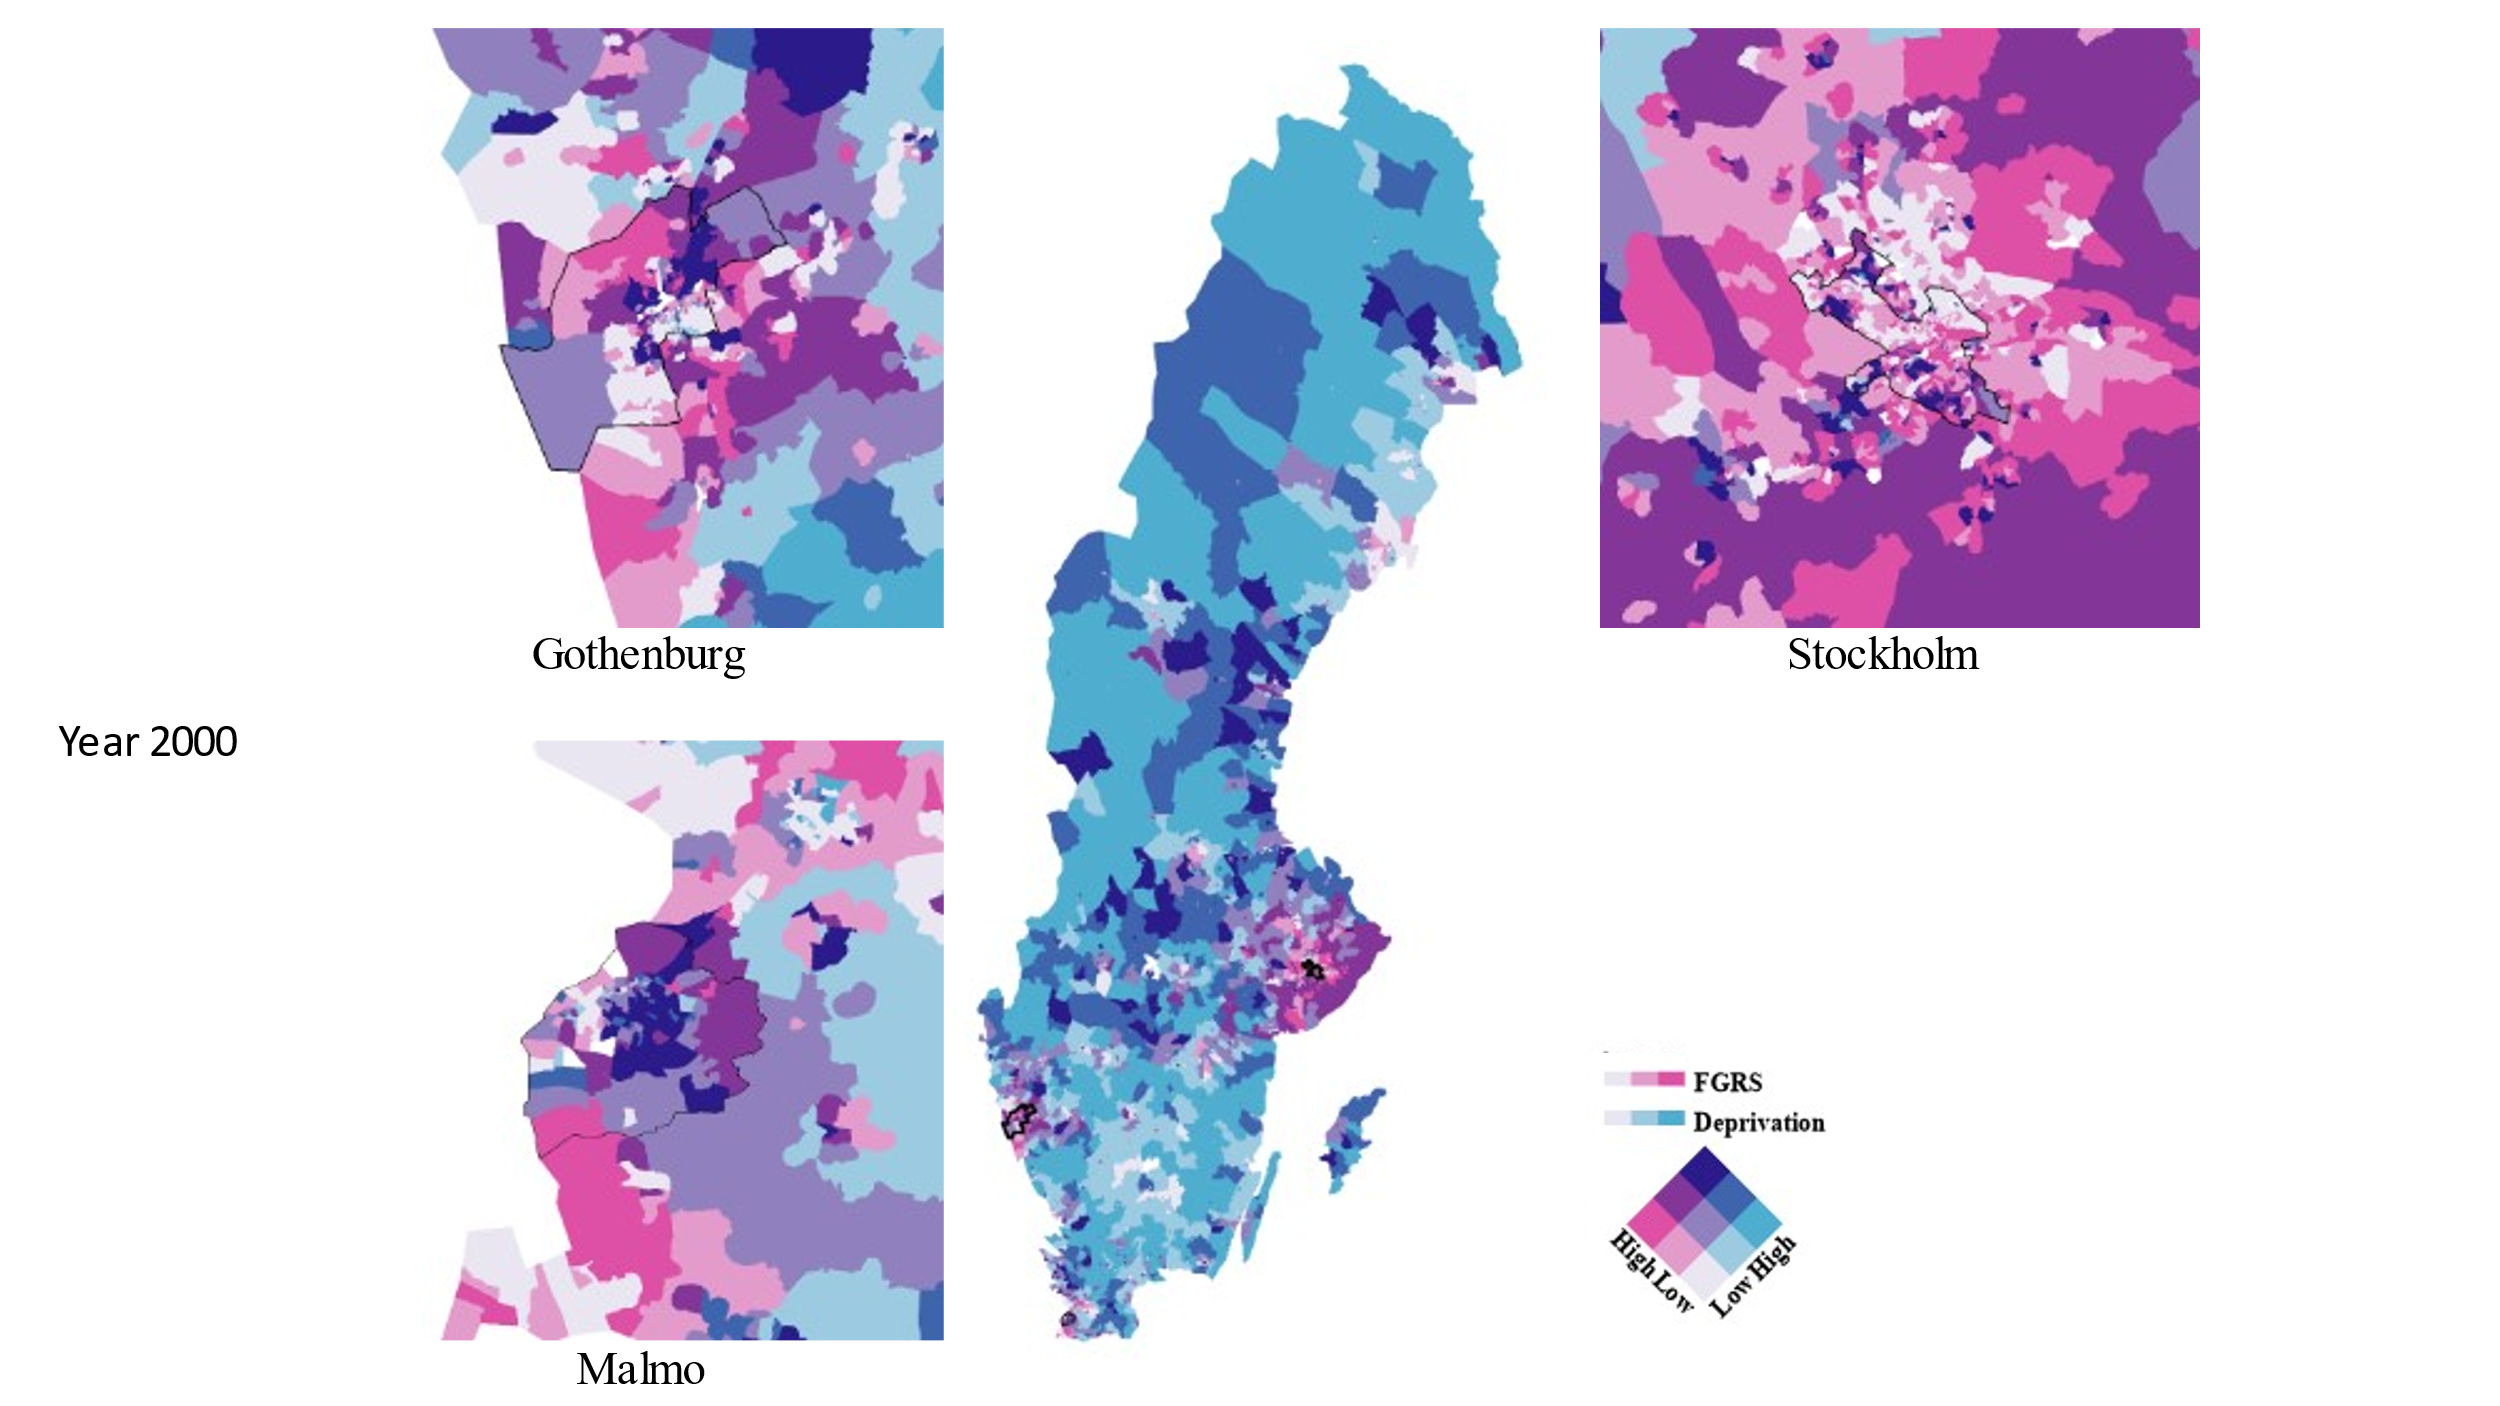 Gothenburg
Stockholm
Year 2000
Malmo
FGRS
Deprivation
High Low
Low High